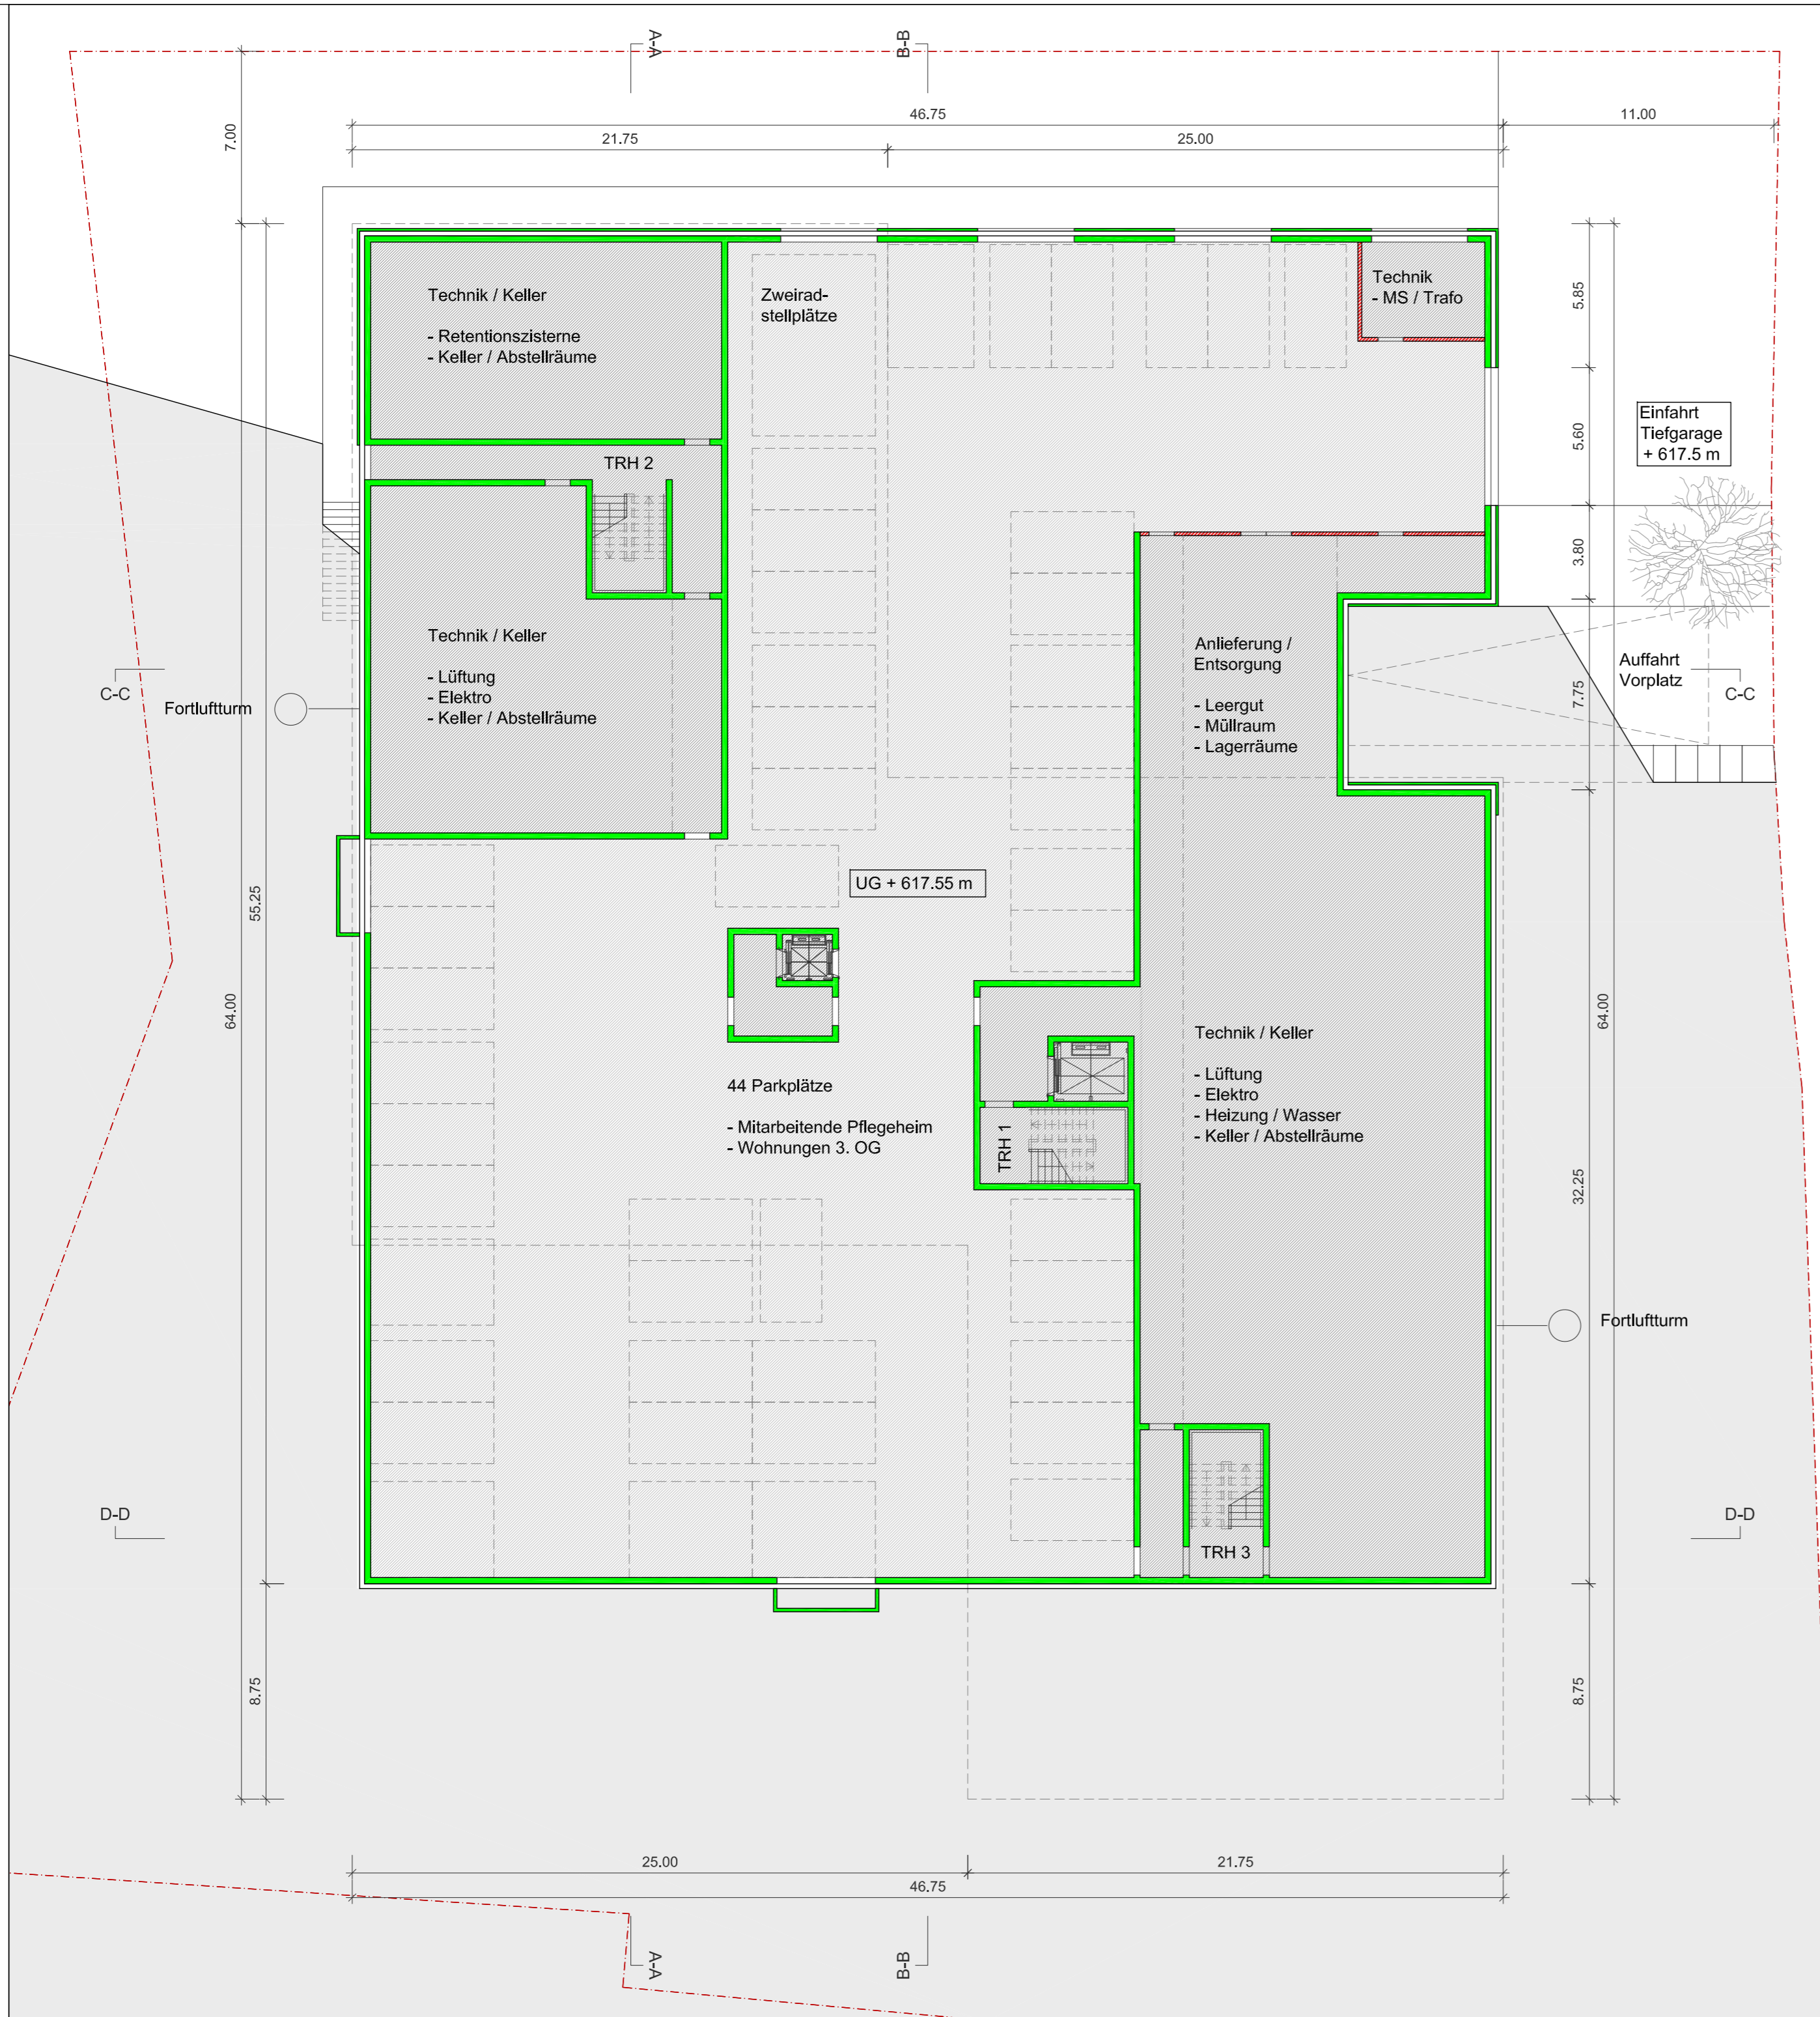 A-A
B-B
46.75
11.00
21.75
25.00
7.00
Technik / Keller
- Retentionszisterne
- Keller / Abstellräume
Zweirad-
stellplätze
Technik
- MS / Trafo
5.85
Einfahrt
Tiefgarage
+ 617.5 m
5.60
TRH 2
3.80
Technik / Keller
- Lüftung
- Elektro
- Keller / Abstellräume
Anlieferung /
Entsorgung
- Leergut
- Müllraum
- Lagerräume
Auffahrt
Vorplatz
C-C
C-C
Fortluftturm
7.75
UG + 617.55 m
55.25
64.00
64.00
Technik / Keller
- Lüftung
- Elektro
- Heizung / Wasser
- Keller / Abstellräume
44 Parkplätze
- Mitarbeitende Pflegeheim
- Wohnungen 3. OG
TRH 1
32.25
Fortluftturm
D-D
D-D
TRH 3
8.75
8.75
25.00
21.75
46.75
A-A
B-B